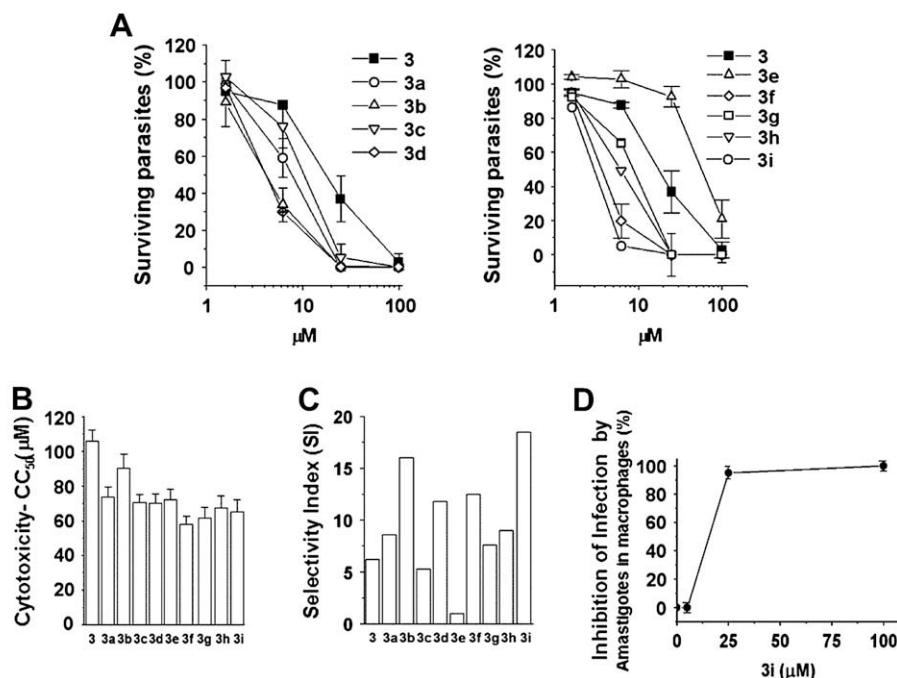 A
Surviving parasites (%)
120
100
80
60
40
20
0
1
10
100
µM
3
3a
3b
3c
3d
Surviving parasites (%)
120
100
80
60
40
20
0
1
10
100
µM
3
3e
3f
3g
3h
3i
B
Cytotoxicity- CC50(µM)
120
100
80
60
40
20
0
3 3a 3b 3c 3d 3e 3f 3g 3h 3i
C
Selectivity Index (SI)
20
15
10
5
0
3 3a 3b 3c 3d 3e 3f 3g 3h 3i
D
Inhibition of Infection by
Amastigotes in macrophages (%)
100
80
60
40
20
0
0 25 50 75 100
3i (µM)